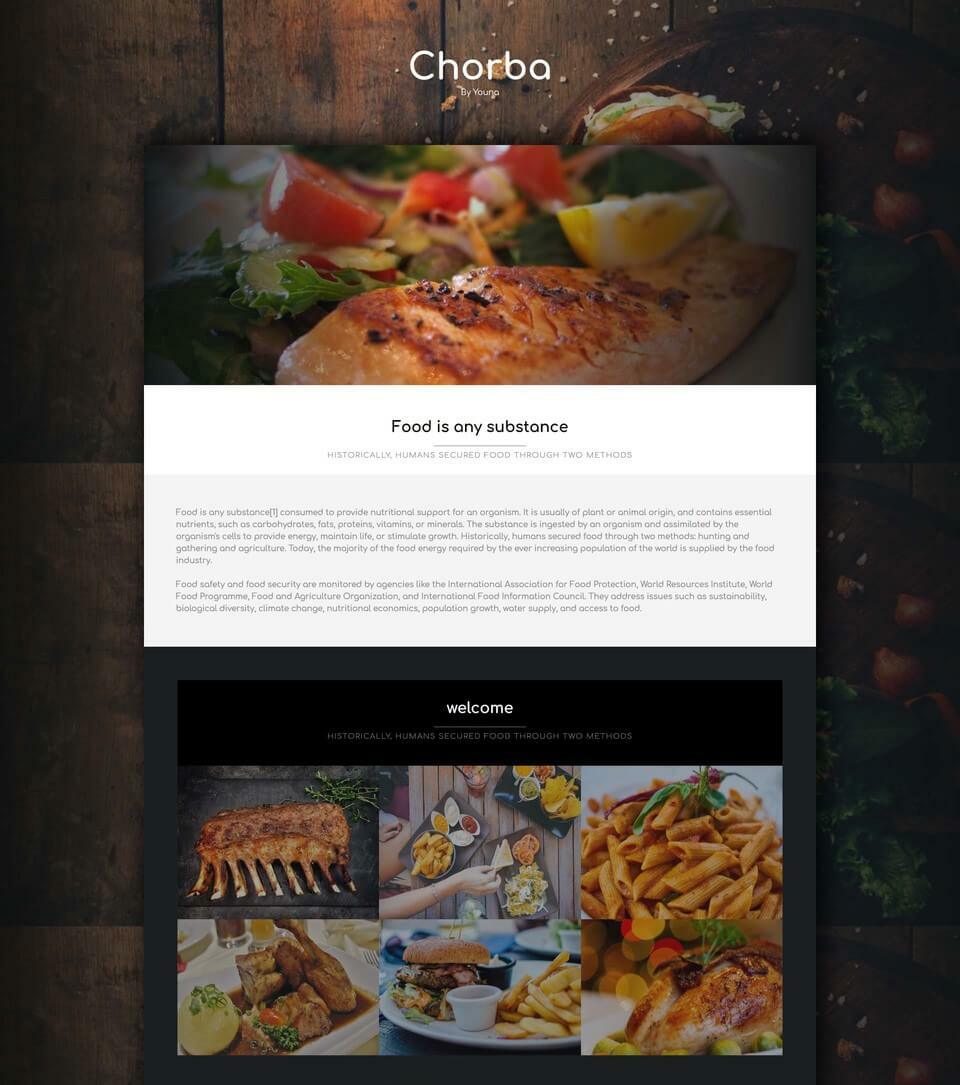 Chorba
By Youna
Food is any substance
HISTORICALLY, HUMANS SECURED FOOD THROUGH TWO METHODS
Food is any substance[1] consumed to provide nutritional support for an organism. It is usually of plant or animal origin, and contains essential
nutrients, such as carbohydrates, fats, proteins, vitamins, or minerals. The substance is ingested by an organism and assimilated by the
organism's cells to provide energy, maintain life, or stimulate growth. Historically, humans secured food through two methods: hunting and
gathering and agriculture. Today, the majority of the food energy required by the ever increasing population of the world is supplied by the food
industry.
Food safety and food security are monitored by agencies like the International Association for Food Protection, World Resources Institute, World
Food Programme, Food and Agriculture Organization, and International Food Information Council. They address issues such as sustainability,
biological diversity, climate change, nutritional economics, population growth, water supply, and access to food.
welcome
HISTORICALLY, HUMANS SECURED FOOD THROUGH TWO METHODS